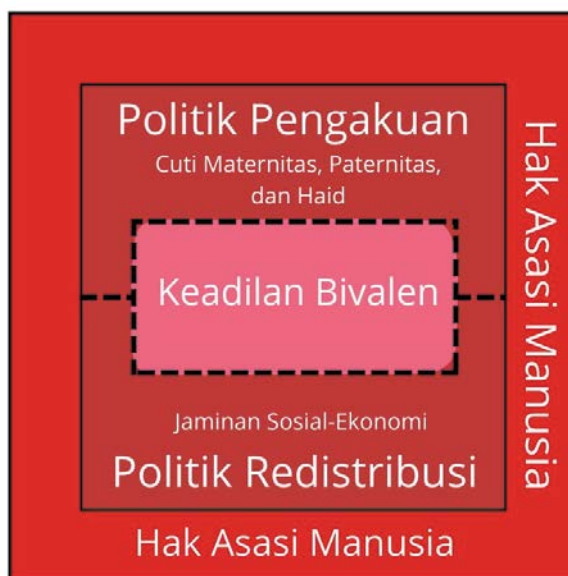 Politik Pengakuan
Cuti Maternitas, Paternitas,
dan Haid
Keadilan Bivalen
Jaminan Sosial-Ekonomi
Politik Redistribusi
Hak Asasi Manusia
Hak Asasi Manusia